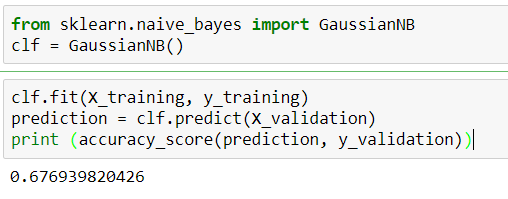 from sklearn.naive_bayes import GaussianNB
clf = GaussianNB()
clf.fit(X_training, y_training)
prediction = clf.predict(X_validation)
print (accuracy_score(prediction, y_validation))
0.676939820426